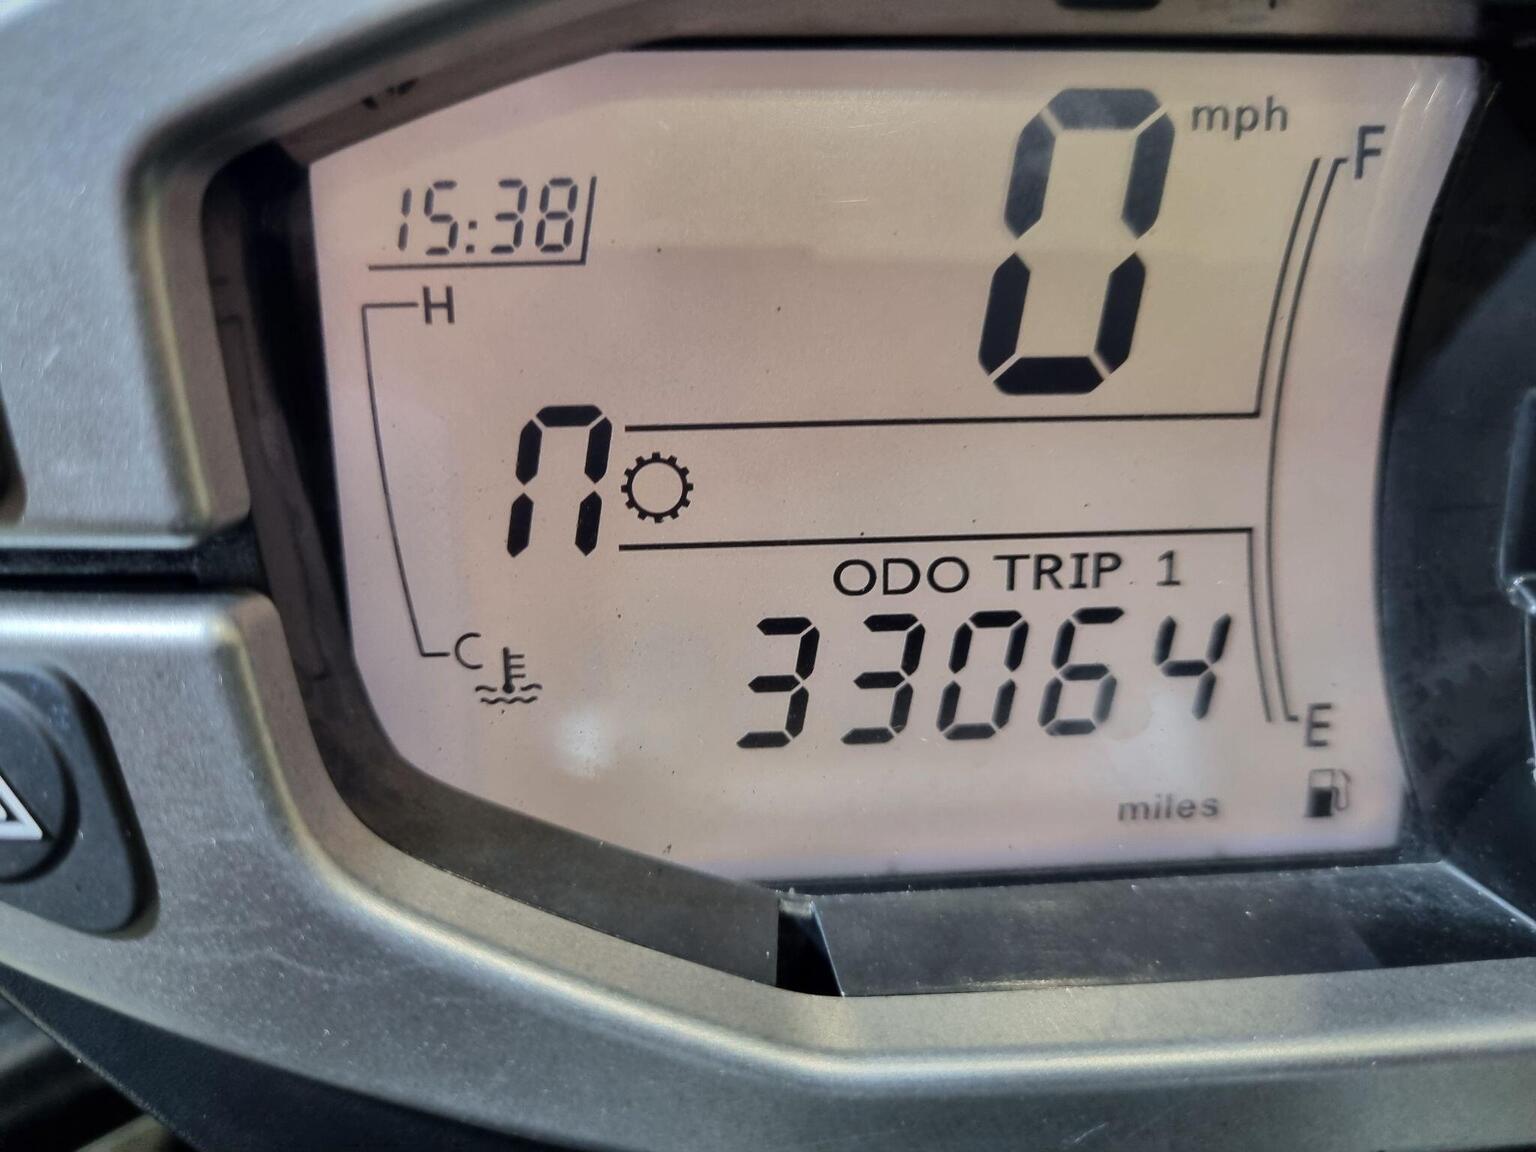 0 mph
F
15:38
H
n
ODO TRIP 1
33064
C
E
miles